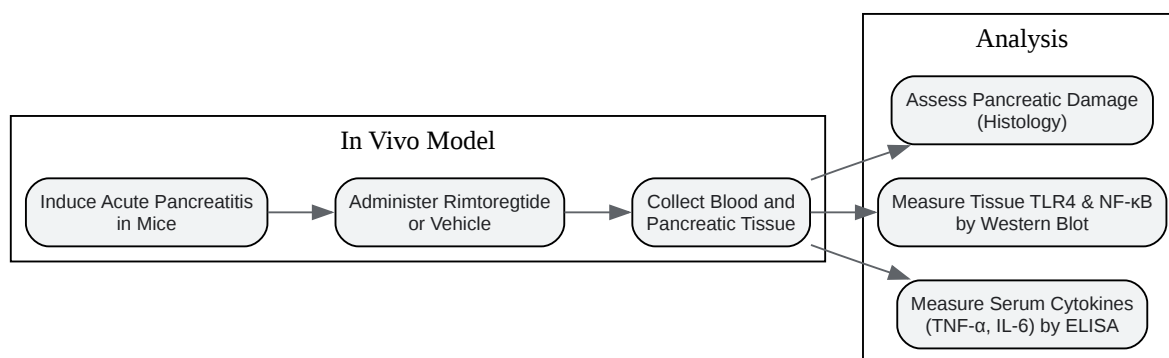 In Vivo Model
Induce Acute Pancreatitis
in Mice
Administer Rimtoregtide
or Vehicle
Collect Blood and
Pancreatic Tissue
Analysis
Assess Pancreatic Damage
(Histology)
Measure Tissue TLR4 & NF-κB
by Western Blot
Measure Serum Cytokines
(TNF-α, IL-6) by ELISA